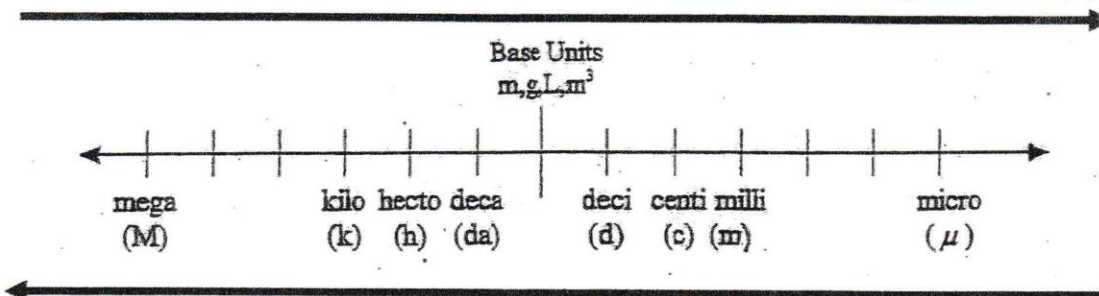 Base Units
m,g,L,m³
mega kilo hecto deca deci centi milli micro
(M) (k) (h) (da) (d) (c) (m) (μ)